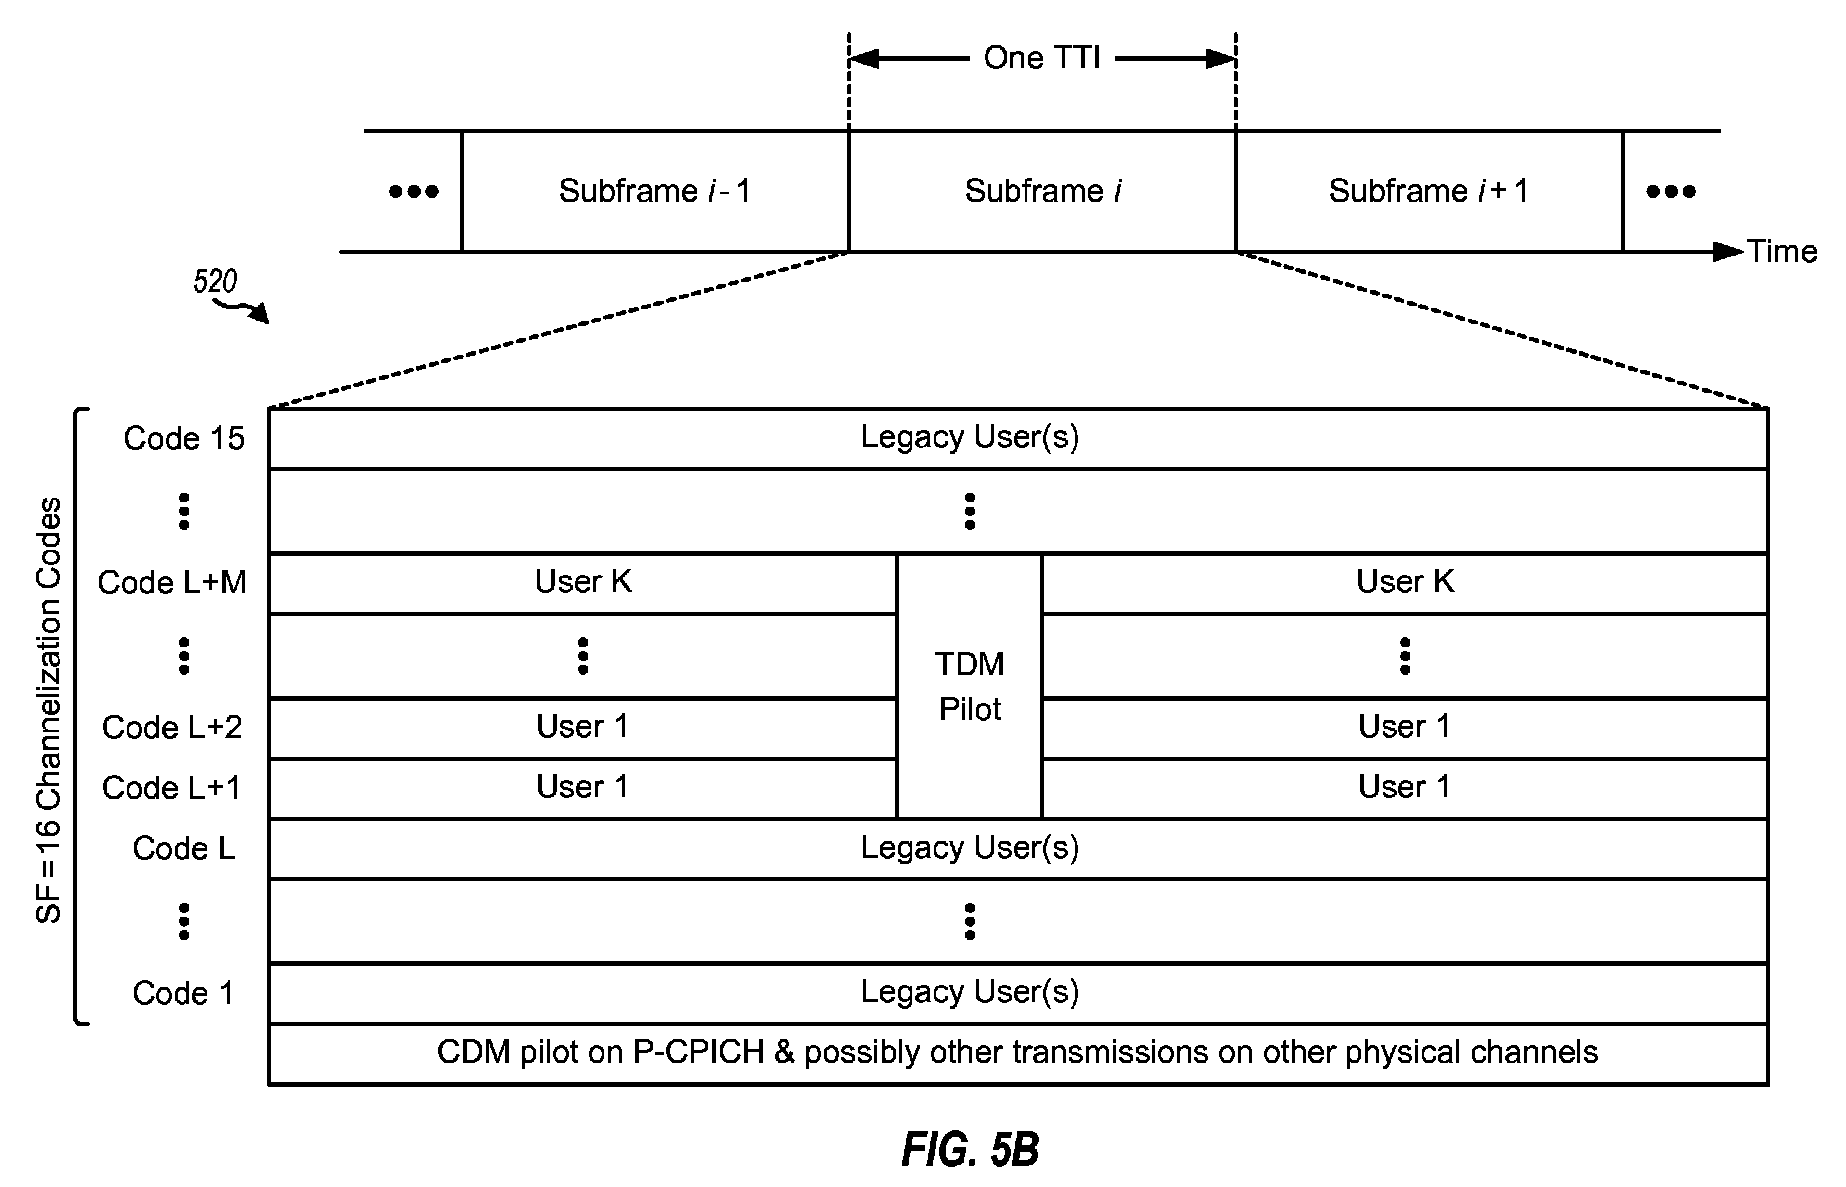 One TTI
••• Subframe i - 1 Subframe i Subframe i + 1 •••
Time
520
SF = 16 Channelization Codes
Code 15 Legacy User(s)
Code L+M User K User K
TDM
Pilot
Code L+2 User 1 User 1
Code L+1 User 1 User 1
Code L Legacy User(s)
Code 1 Legacy User(s)
CDM pilot on P-CPICH & possibly other transmissions on other physical channels
FIG. 5B